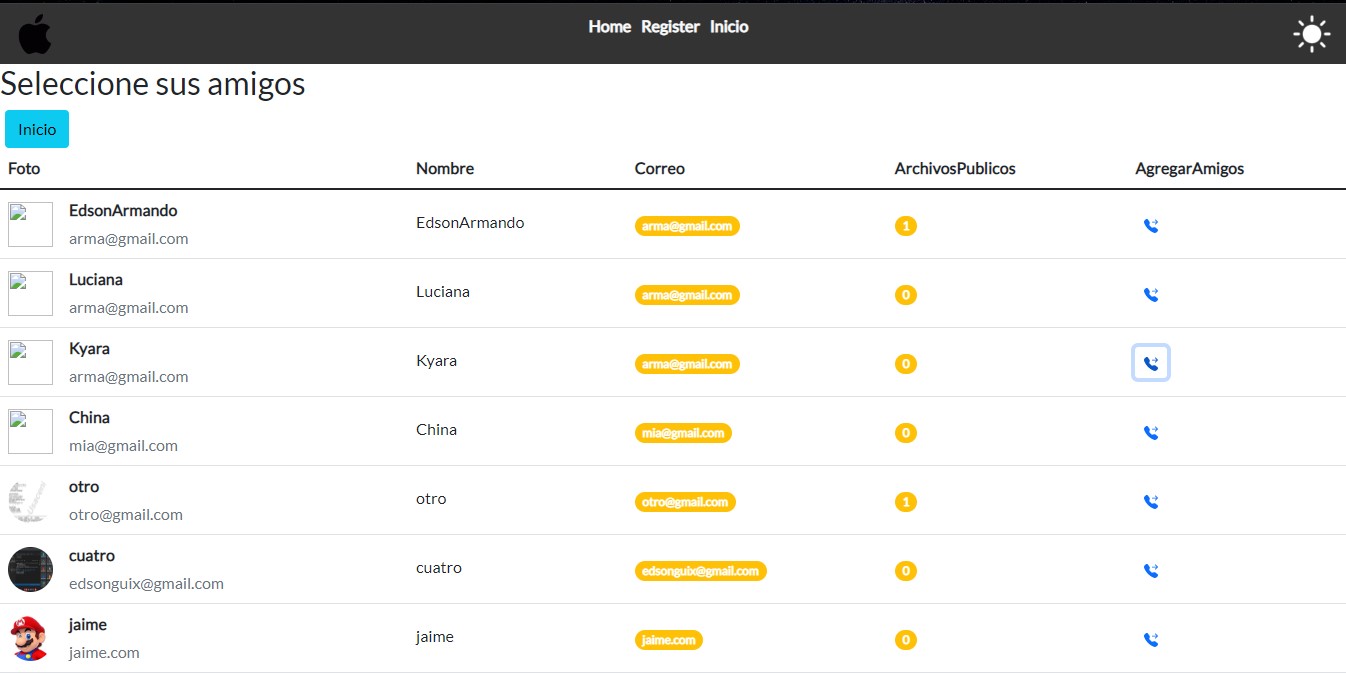 Home Register Inicio
Seleccione sus amigos
Inicio
Foto Nombre Correo ArchivosPublicos AgregarAmigos
EdsonArmando
arma@gmail.com
EdsonArmando arma@gmail.com 1
Luciana
arma@gmail.com
Luciana arma@gmail.com 0
Kyara
arma@gmail.com
Kyara arma@gmail.com 0
China
mia@gmail.com
China mia@gmail.com 0
otro
otro@gmail.com
otro otro@gmail.com 1
cuatro
edsonguix@gmail.com
cuatro edsonguix@gmail.com 0
jaime
jaime.com
jaime jaime.com 0